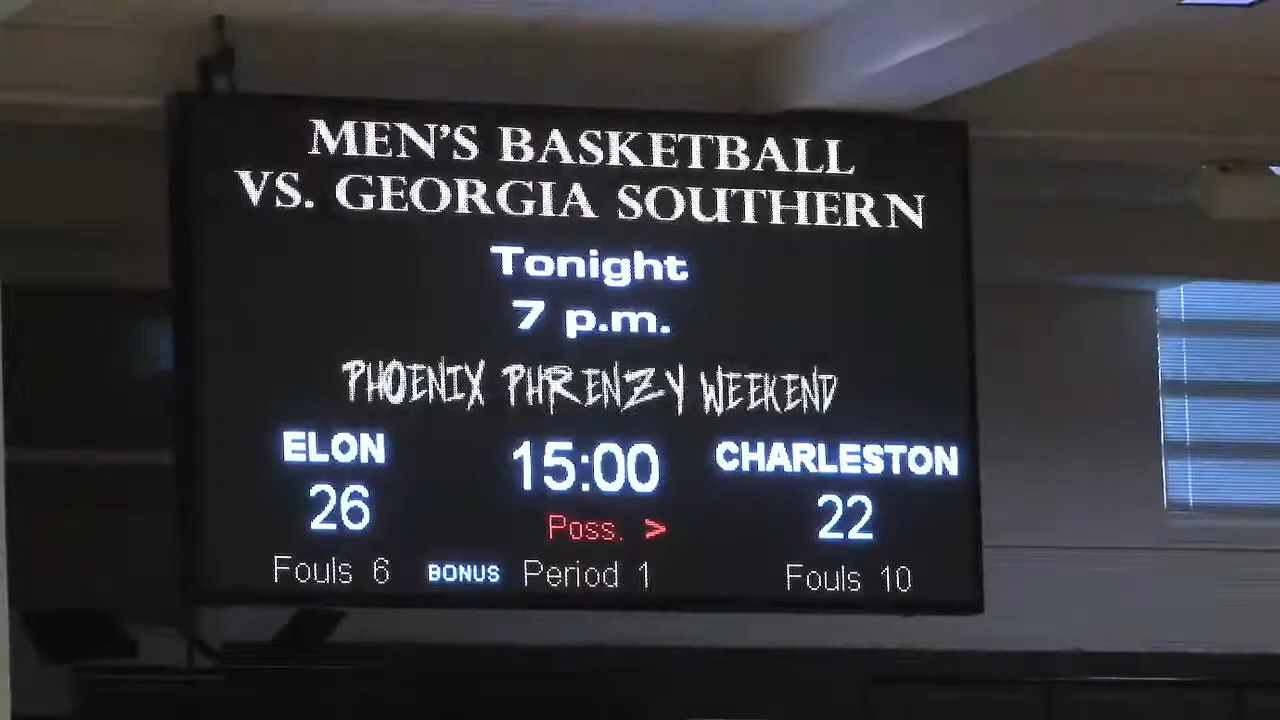 MEN'S BASKETBALL
VS. GEORGIA SOUTHERN
Tonight
7 p.m.
PHOENIX PHRENZY WEEKEND
ELON 15:00 CHARLESTON
26 Poss. > 22
Fouls 6 BONUS Period 1 Fouls 10